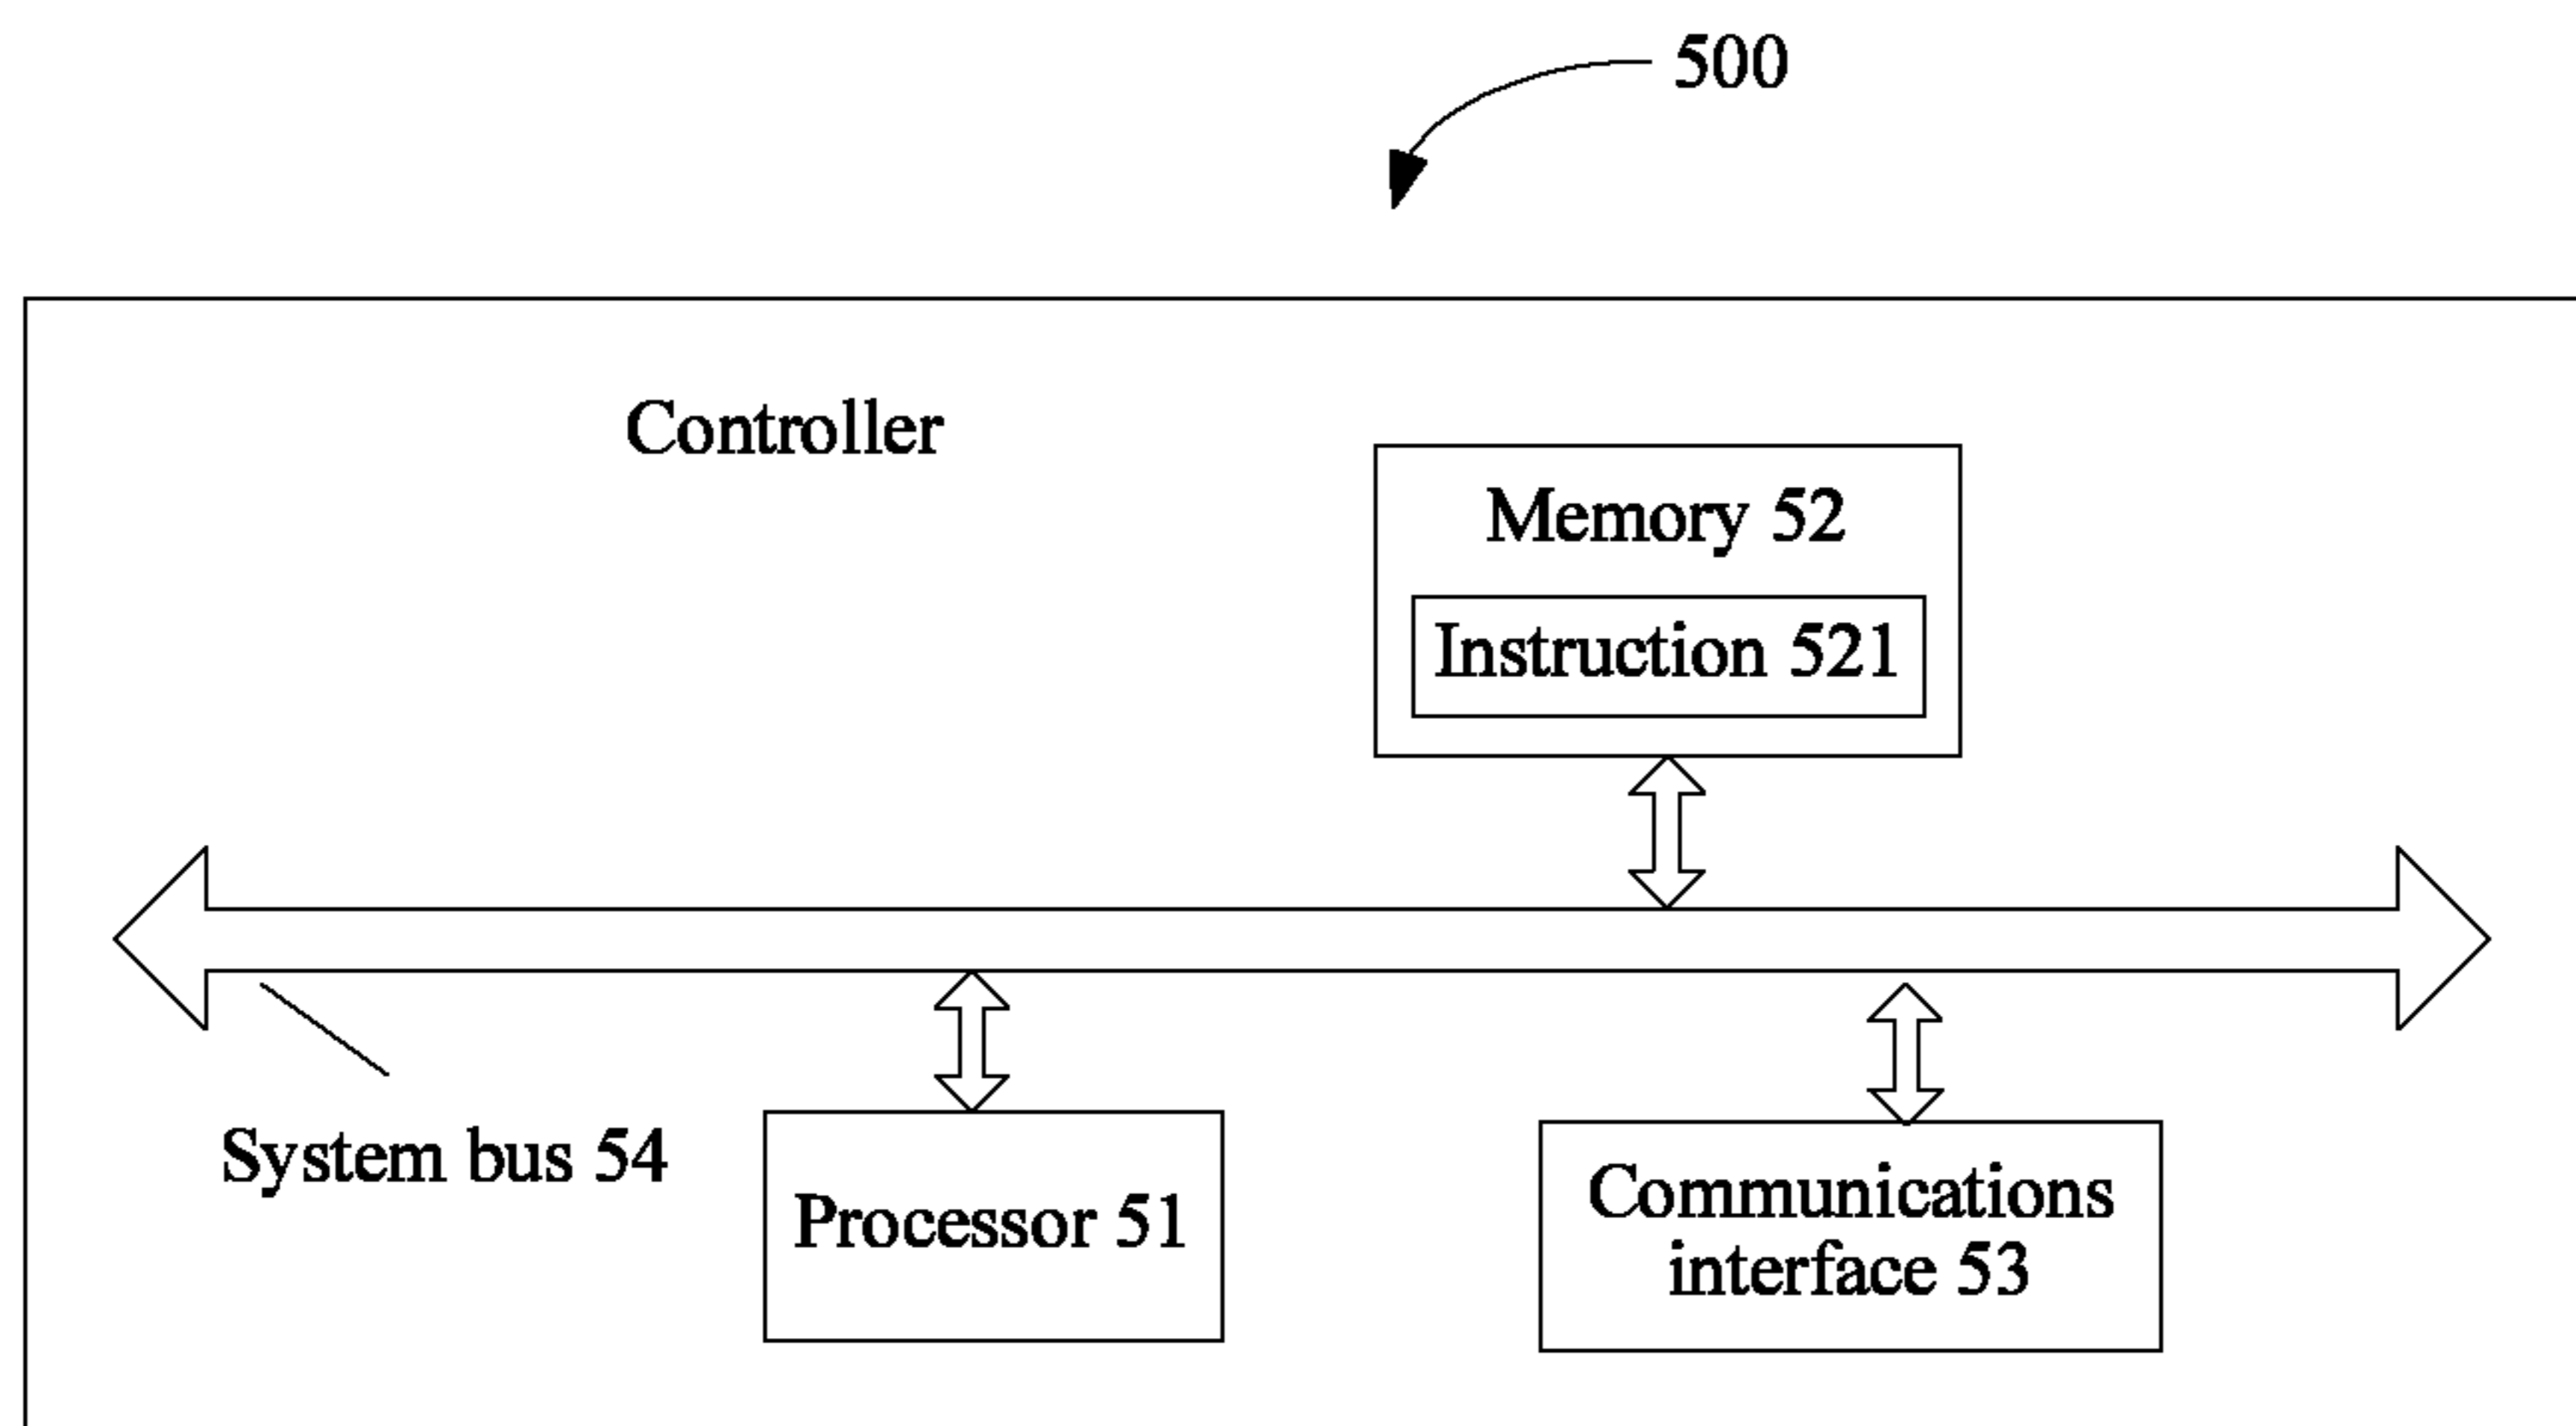 500
Controller
Memory 52
Instruction 521
System bus 54
Processor 51
Communications
interface 53